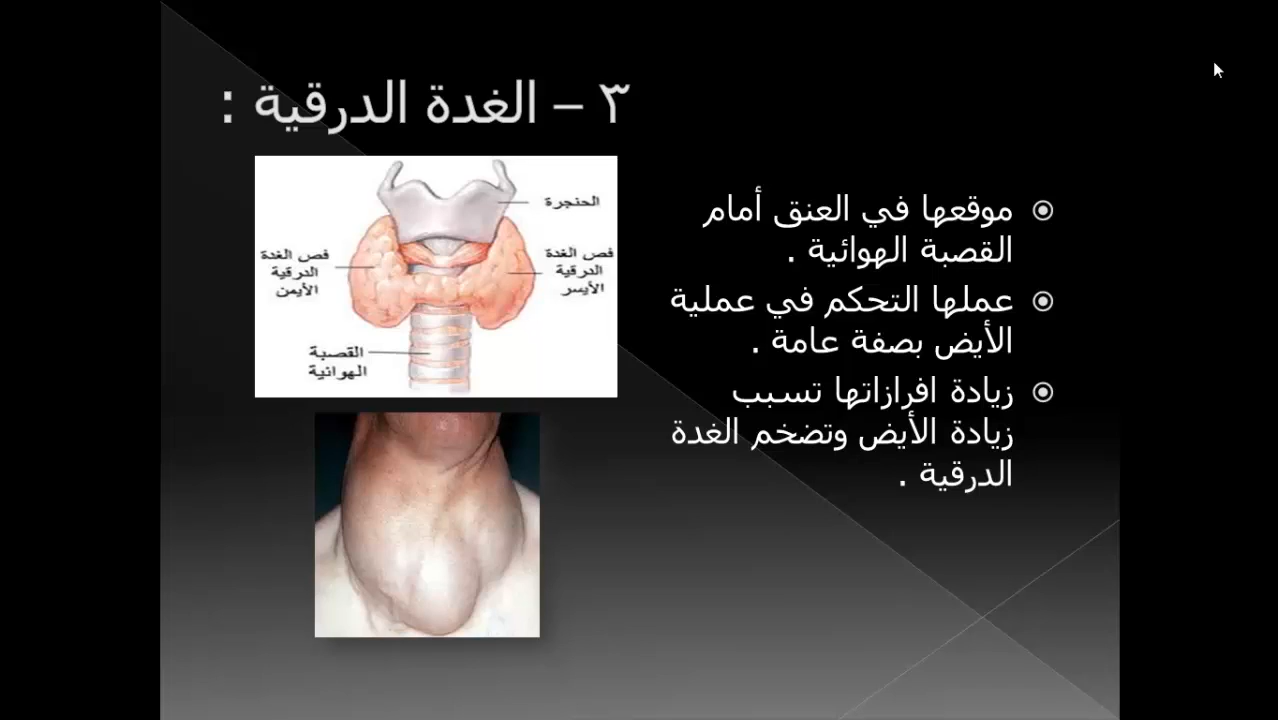 ٣ – الغدة الدرقية :
موقعها في العنق أمام
القصبة الهوائية .
عملها التحكم في عملية
الأيض بصفة عامة .
زيادة افرازاتها تسبب
زيادة الأيض وتضخم الغدة
الدرقية .
الحنجرة
فص الغدة
الدرقية
الأيسر
فص الغدة
الدرقية
الأيمن
القصبة
الهوائية